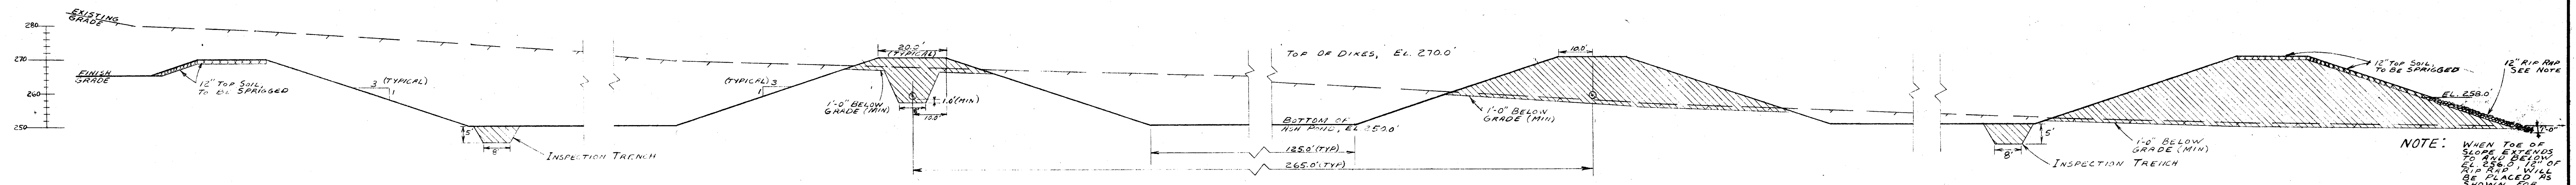 EXISTING
GRADE
280
270
260
250
FINISH
GRADE
12" TOP SOIL,
TO BE SPRIGGED
3 (TYPICAL)
1
5'
8'
INSPECTION TRENCH
(TYPICAL) 3
1
20.0'
(TYPICAL)
1'-0" BELOW
GRADE (MIN)
1.0' (MIN)
10.0'
TOP OF DIKES, EL. 270.0'
BOTTOM OF
ASH POND, EL 250.0'
125.0' (TYP)
265.0' (TYP)
10.0'
1'-0" BELOW
GRADE (MIN)
5'
8'
INSPECTION TRENCH
1'-0" BELOW
GRADE (MIN)
12" TOP SOIL,
TO BE SPRIGGED
12" RIP RAP
SEE NOTE
EL. 258.0'
NOTE: WHEN TOE OF
SLOPE EXTENDS
TO AND BELOW
EL. 256.0', 12" OF
RIP RAP WILL
BE PLACED AS
SHOWN FOR